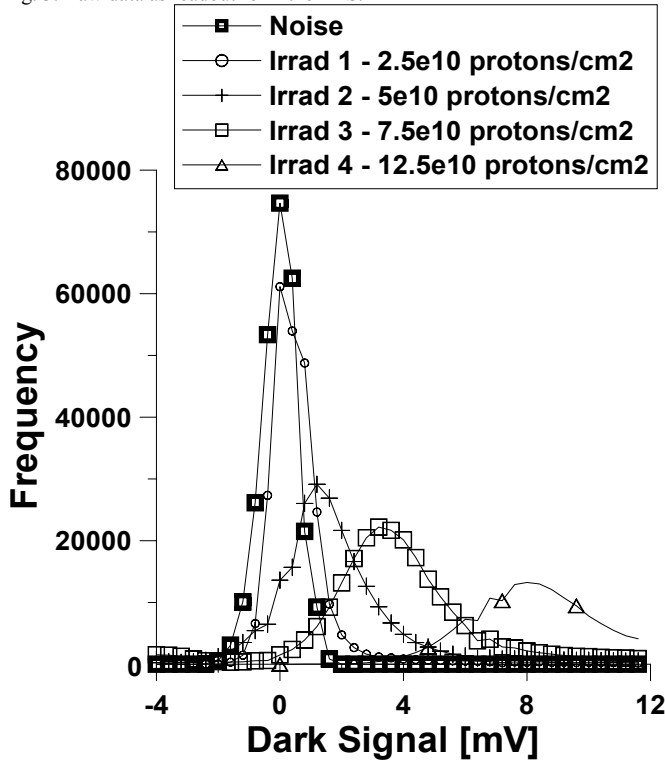 Noise
Irrad 1 - 2.5e10 protons/cm2
Irrad 2 - 5e10 protons/cm2
Irrad 3 - 7.5e10 protons/cm2
Irrad 4 - 12.5e10 protons/cm2
80000
60000
40000
20000
0
Frequency
-4 0 4 8 12
Dark Signal [mV]